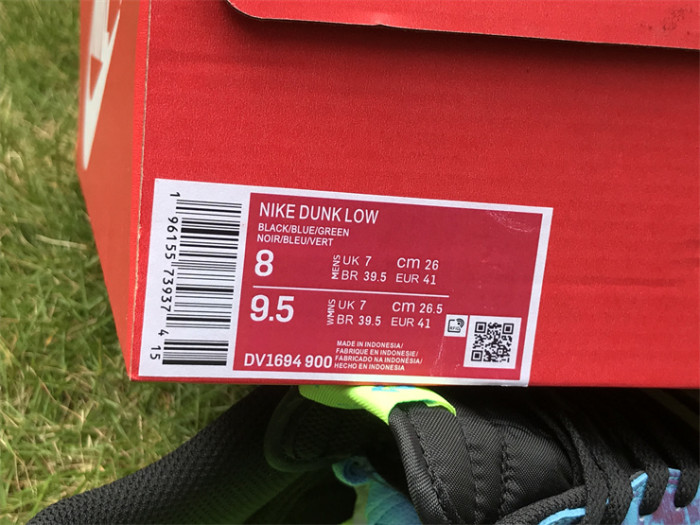 NIKE DUNK LOW
BLACK/BLUE/GREEN
NOIR/BLEU/VERT
8 MENS UK 7 cm 26
BR 39.5 EUR 41
9.5 WMNS UK 7 cm 26.5
BR 39.5 EUR 41
DV1694 900
MADE IN INDONESIA/
FABRIQUE EN INDONESIE/
FABRICADO NA INDONÉSIA/
HECHO EN INDONESIA
RFID
1 96155 73937 4 15